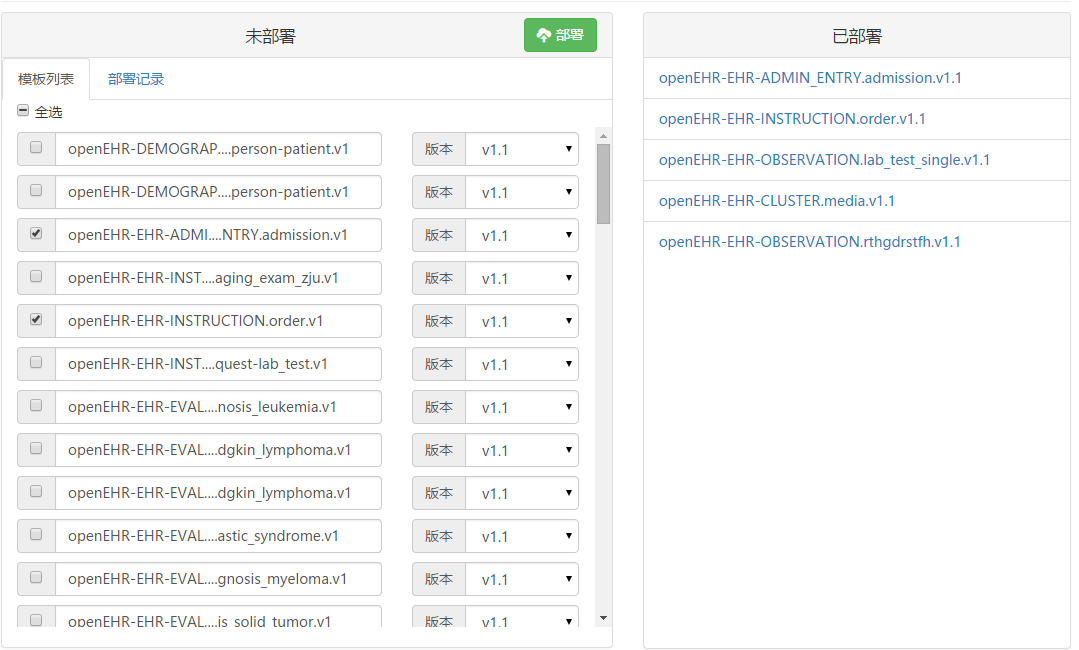 未部署
部署
模板列表 部署记录
全选
openEHR-DEMOGRAP....person-patient.v1 版本 v1.1
openEHR-DEMOGRAP....person-patient.v1 版本 v1.1
openEHR-EHR-ADMI....NTRY.admission.v1 版本 v1.1
openEHR-EHR-INST....aging_exam_zju.v1 版本 v1.1
openEHR-EHR-INSTRUCTION.order.v1 版本 v1.1
openEHR-EHR-INST....quest-lab_test.v1 版本 v1.1
openEHR-EHR-EVAL....nosis_leukemia.v1 版本 v1.1
openEHR-EHR-EVAL....dgkin_lymphoma.v1 版本 v1.1
openEHR-EHR-EVAL....dgkin_lymphoma.v1 版本 v1.1
openEHR-EHR-EVAL....astic_syndrome.v1 版本 v1.1
openEHR-EHR-EVAL....gnosis_myeloma.v1 版本 v1.1
openEHR-EHR-EVAL....is_solid_tumor.v1 版本 v1.1
已部署
openEHR-EHR-ADMIN_ENTRY.admission.v1.1
openEHR-EHR-INSTRUCTION.order.v1.1
openEHR-EHR-OBSERVATION.lab_test_single.v1.1
openEHR-EHR-CLUSTER.media.v1.1
openEHR-EHR-OBSERVATION.rthgdrstfh.v1.1